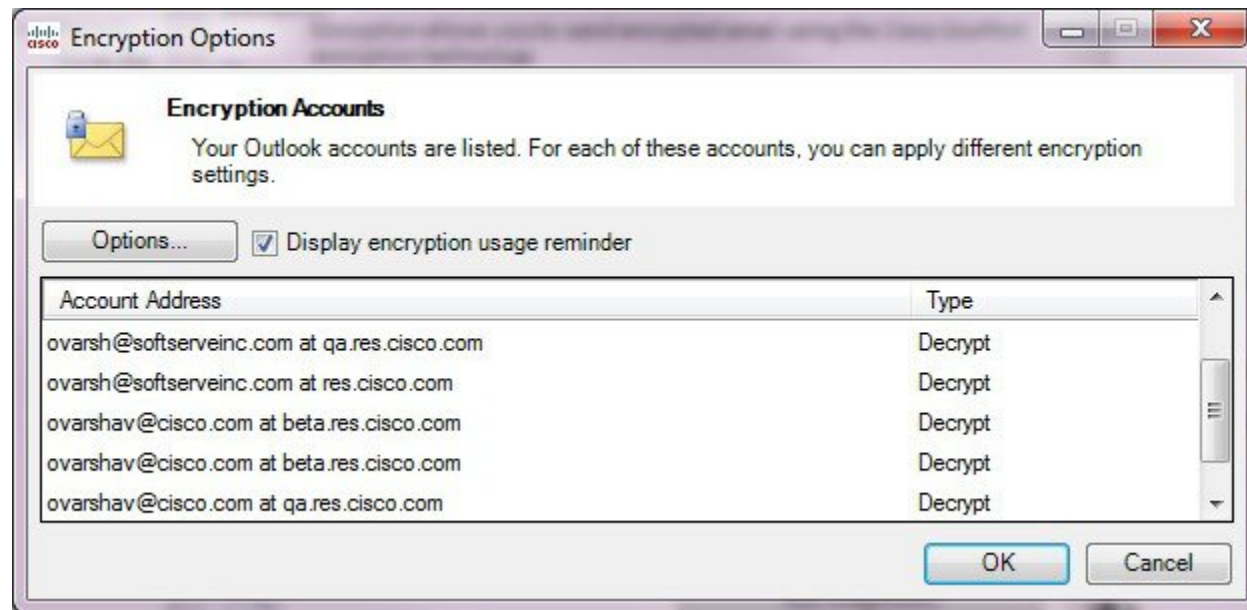 cisco Encryption Options
Encryption Accounts
Your Outlook accounts are listed. For each of these accounts, you can apply different encryption
settings.
Options... Display encryption usage reminder
Account Address Type
ovarsh@softserveinc.com at qa.res.cisco.com Decrypt
ovarsh@softserveinc.com at res.cisco.com Decrypt
ovarshav@cisco.com at beta.res.cisco.com Decrypt
ovarshav@cisco.com at beta.res.cisco.com Decrypt
ovarshav@cisco.com at qa.res.cisco.com Decrypt
OK Cancel